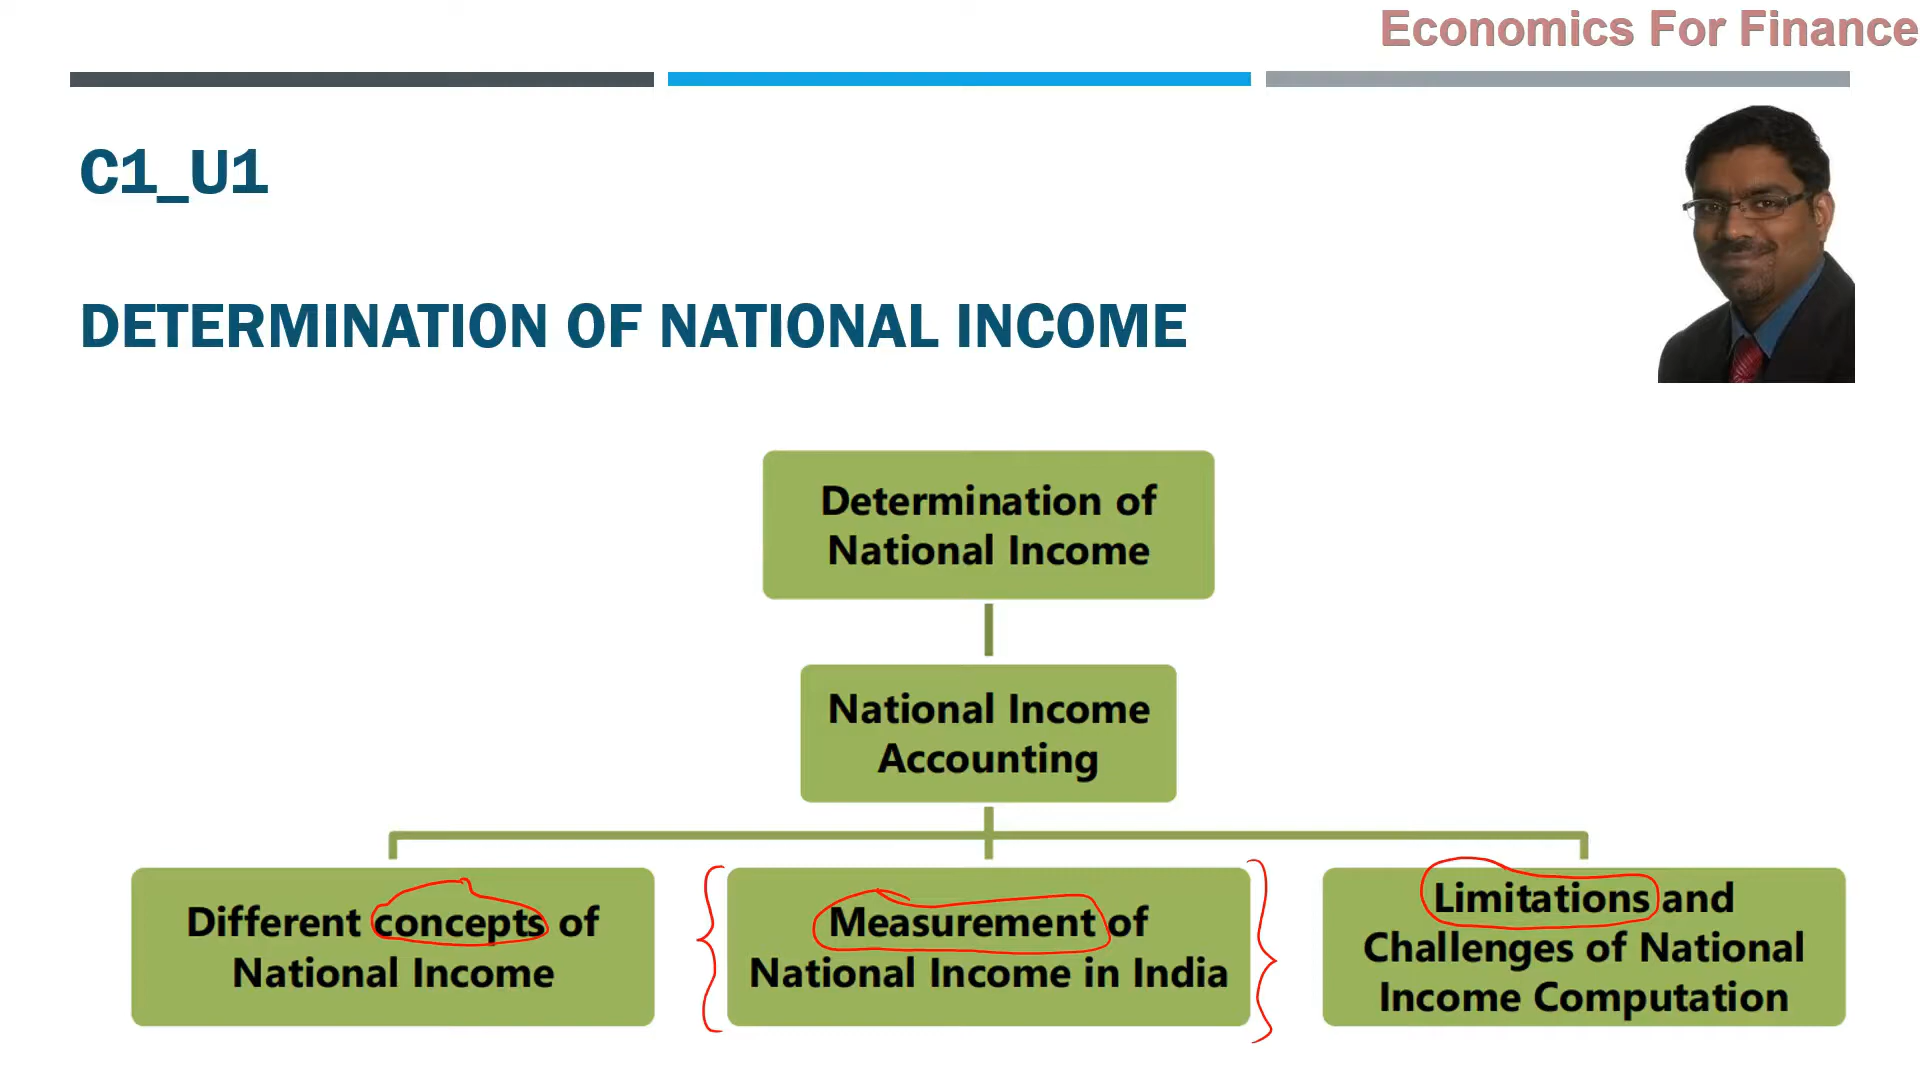 Economics For Finance
C1_U1
DETERMINATION OF NATIONAL INCOME
Determination of
National Income
National Income
Accounting
Different concepts of
National Income
Measurement of
National Income in India
Limitations and
Challenges of National
Income Computation